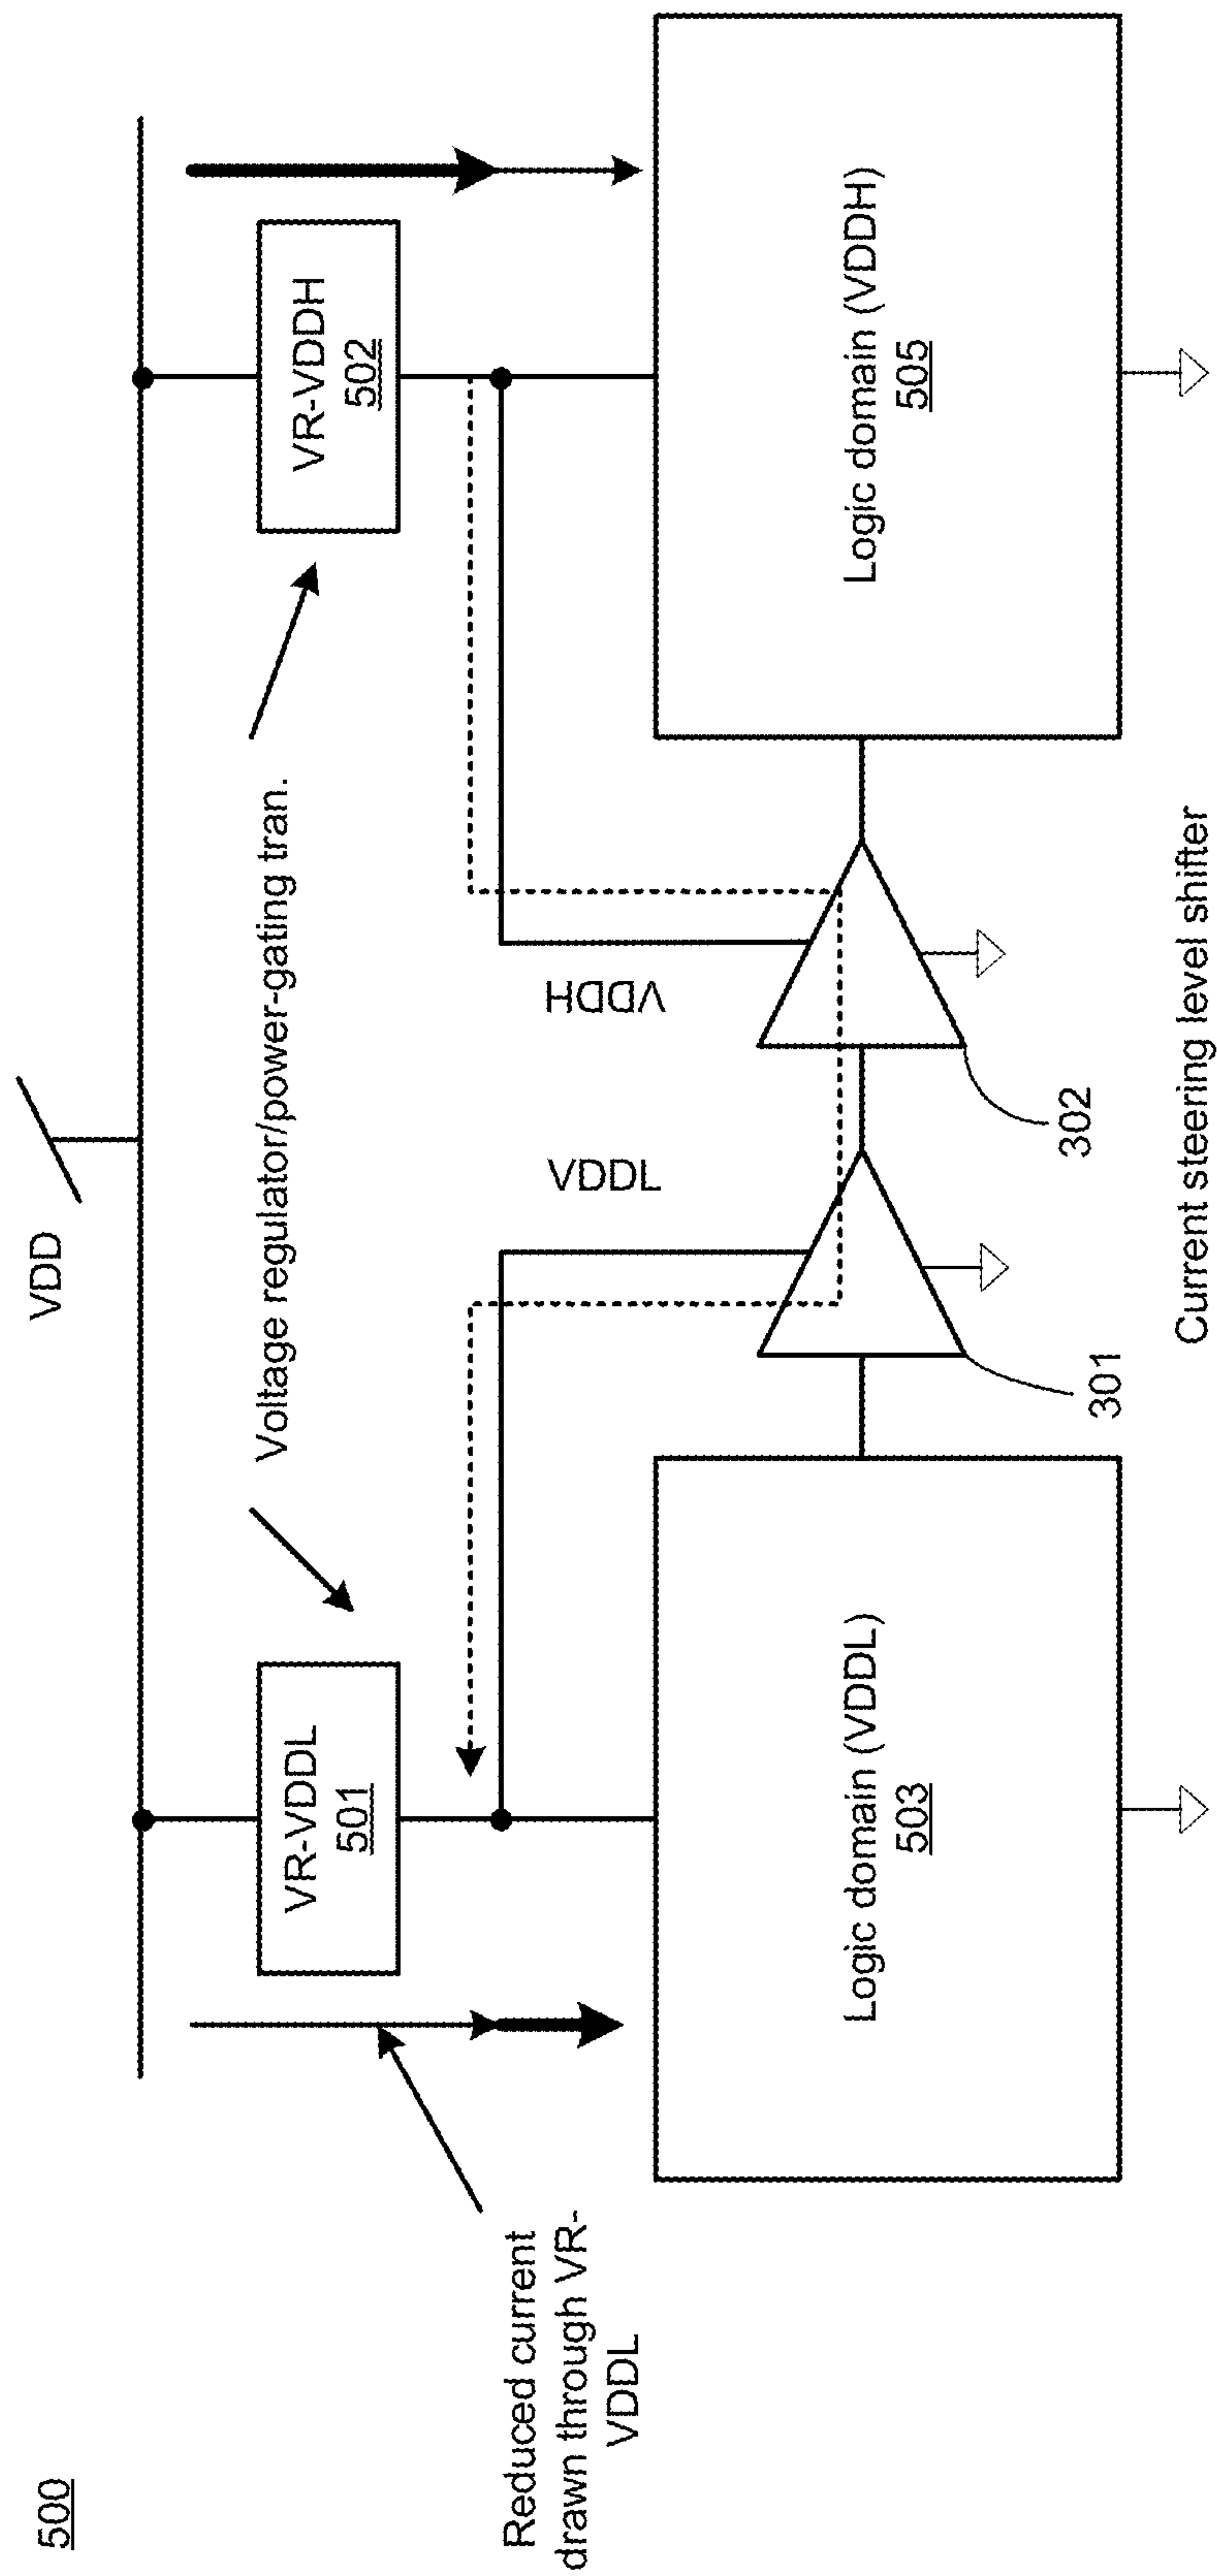 500
VDD
Voltage regulator/power-gating tran.
VR-VDDL
501
VR-VDDH
502
Reduced current
drawn through VR-
VDDL
VDDL
VDDH
Logic domain (VDDL)
503
Logic domain (VDDH)
505
301
302
Current steering level shifter